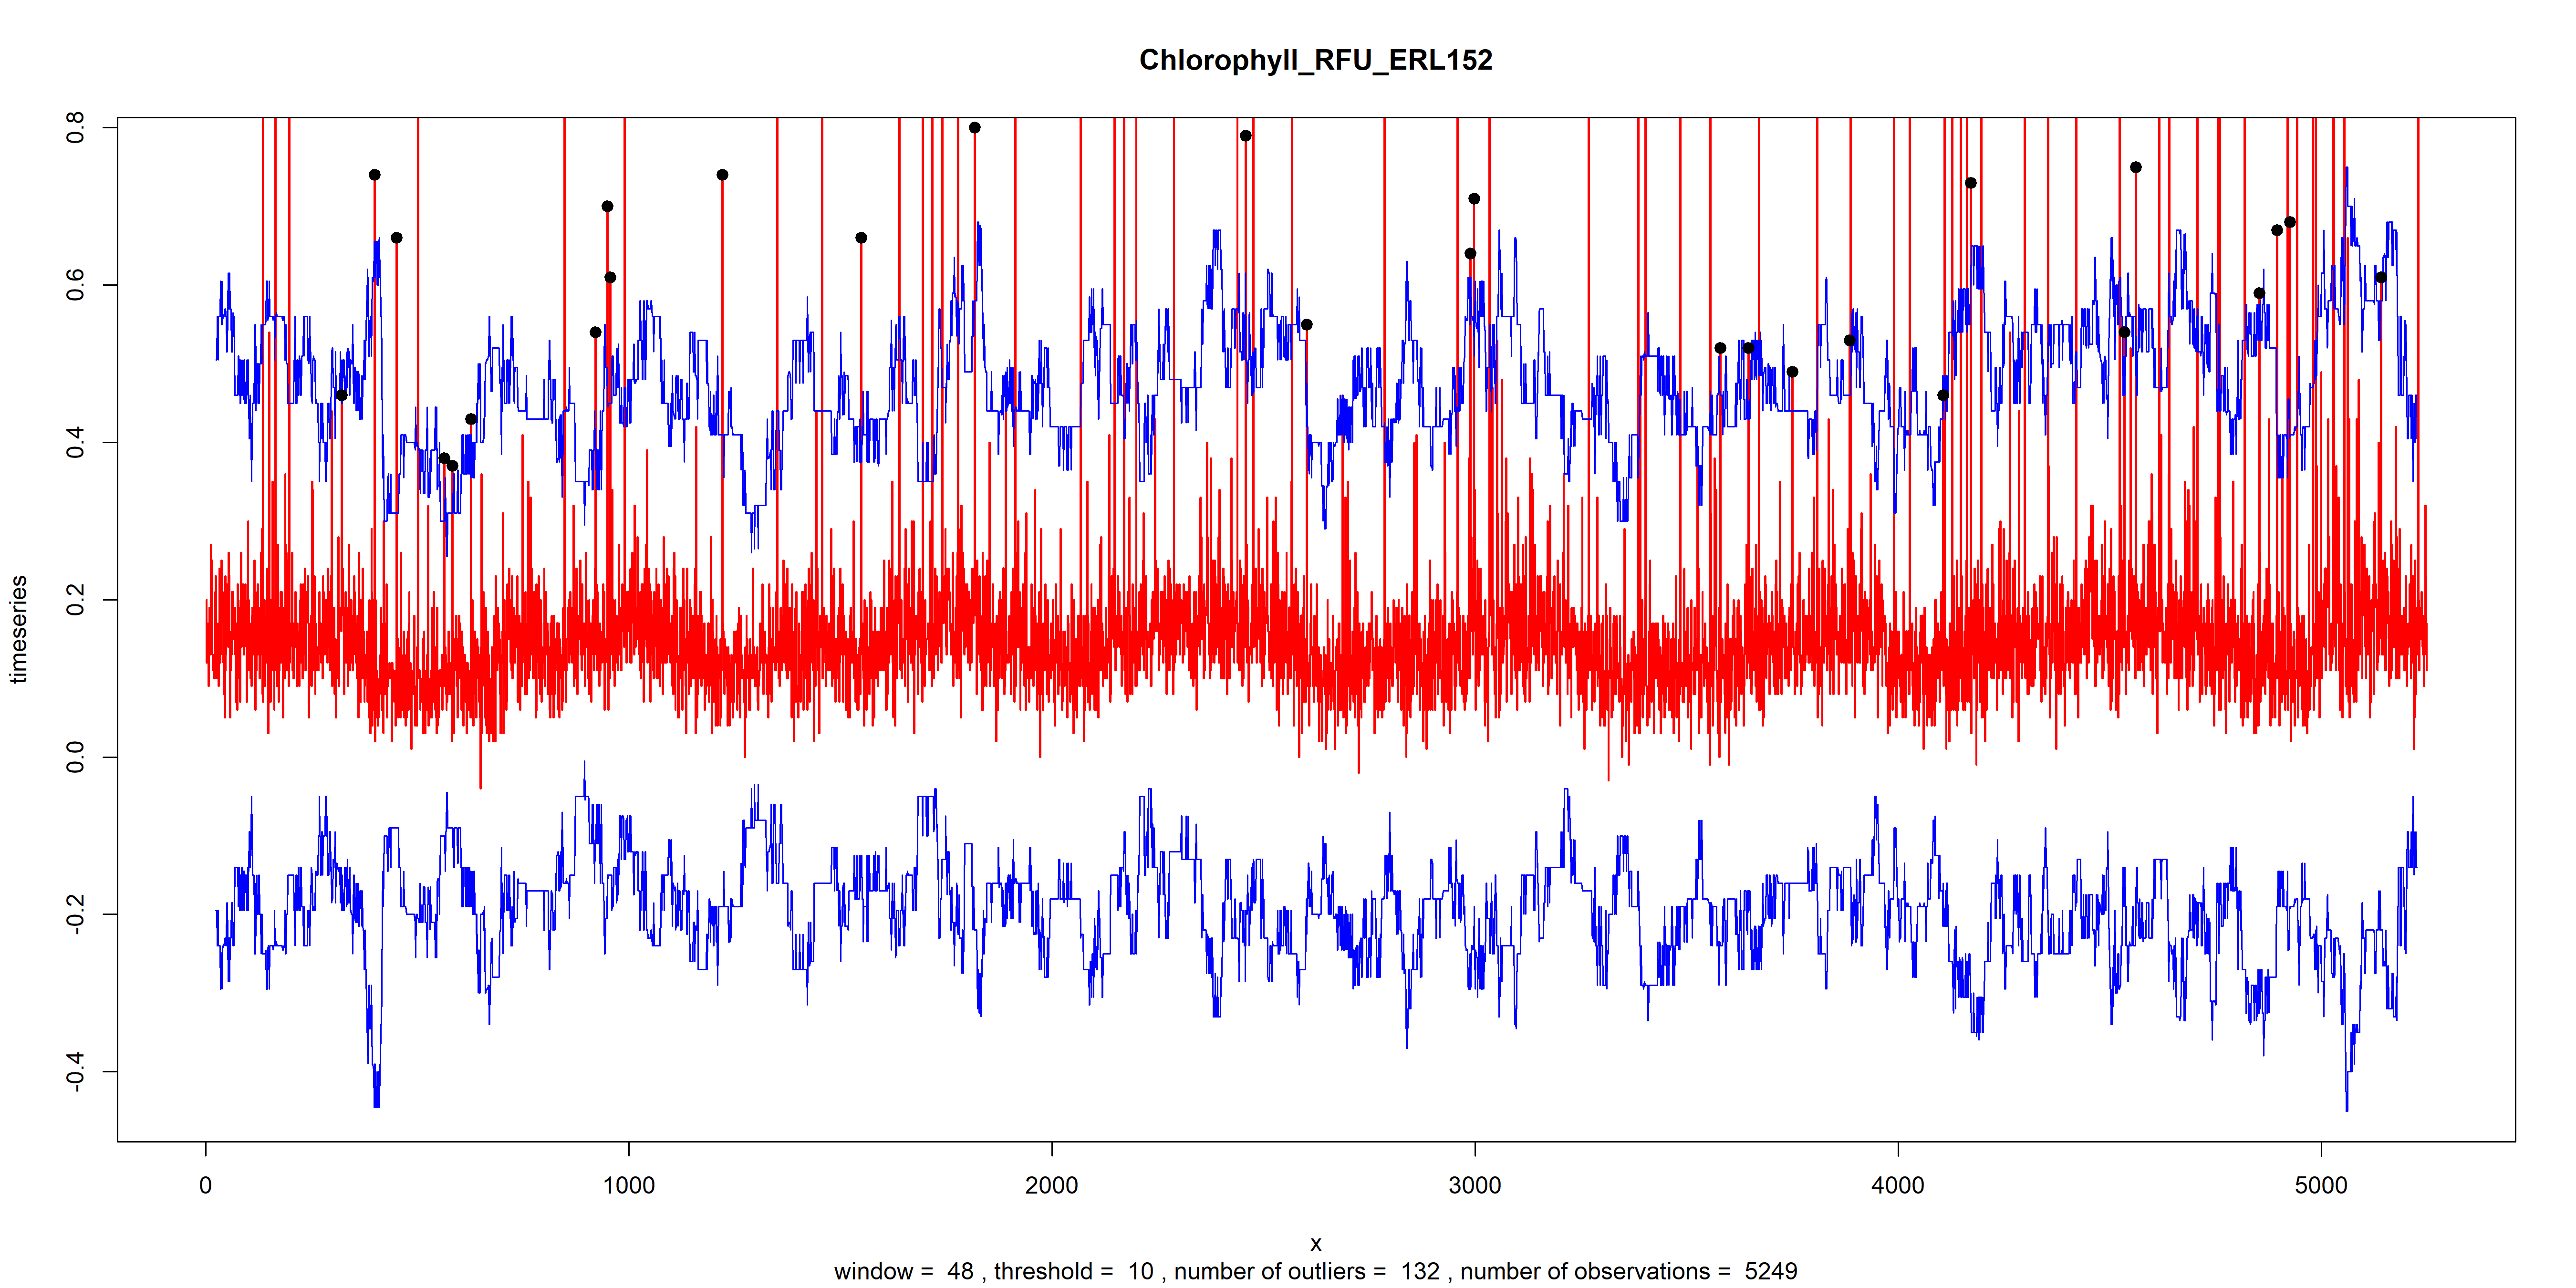 Chlorophyll_RFU_ERL152
0.8
0.6
0.4
0.2
0.0
-0.2
-0.4
timeseries
0 1000 2000 3000 4000 5000
x
window =  48 , threshold =  10 , number of outliers =  132 , number of observations =  5249